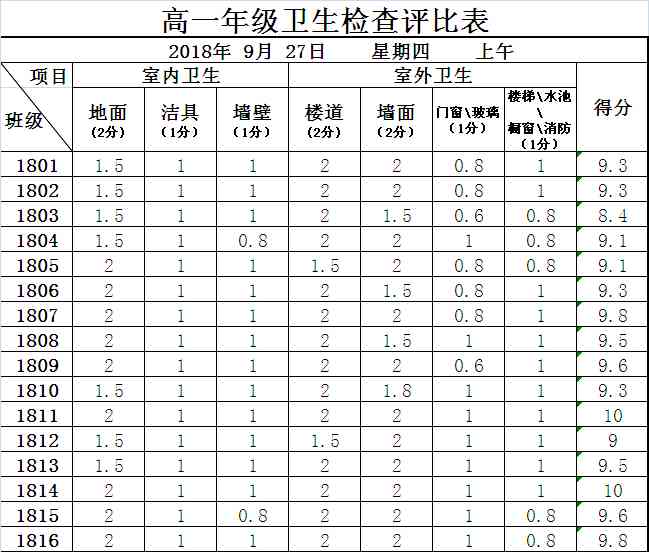 高一年级卫生检查评比表
2018年 9月 27日 星期四 上午
项目 室内卫生 室外卫生
班级 地面 (2分) 洁具 (1分) 墙壁 (1分) 楼道 (2分) 墙面 (2分) 门窗\玻璃 (1分) 楼梯\水池\橱窗\消防 (1分) 得分
1801 1.5 1 1 2 2 0.8 1 9.3
1802 1.5 1 1 2 2 0.8 1 9.3
1803 1.5 1 1 2 1.5 0.6 0.8 8.4
1804 1.5 1 0.8 2 2 1 0.8 9.1
1805 2 1 1 1.5 2 0.8 0.8 9.1
1806 2 1 1 2 1.5 0.8 1 9.3
1807 2 1 1 2 2 0.8 1 9.8
1808 2 1 1 2 1.5 1 1 9.5
1809 2 1 1 2 2 0.6 1 9.6
1810 1.5 1 1 2 1.8 1 1 9.3
1811 2 1 1 2 2 1 1 10
1812 1.5 1 1 1.5 2 1 1 9
1813 1.5 1 1 2 2 1 1 9.5
1814 2 1 1 2 2 1 1 10
1815 2 1 0.8 2 2 1 0.8 9.6
1816 2 1 1 2 2 1 0.8 9.8